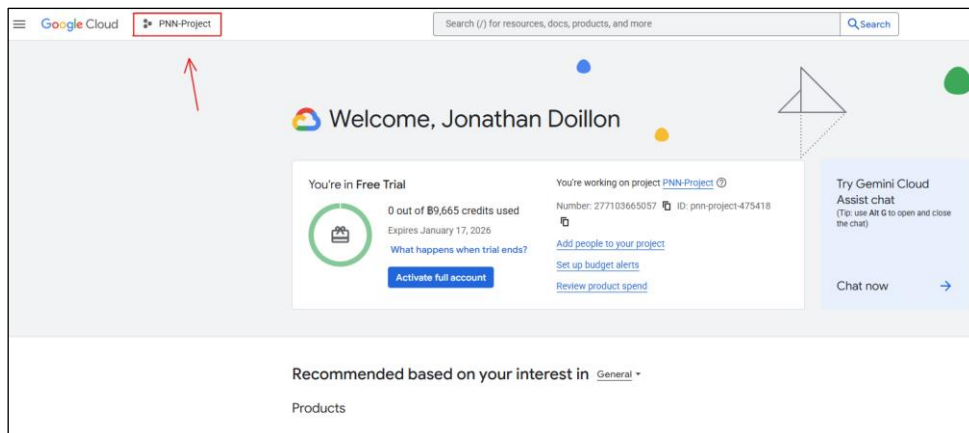 Google Cloud
PNN-Project
Search (/) for resources, docs, products, and more
Search
Welcome, Jonathan Doillon
You're in Free Trial
0 out of ฿9,665 credits used
Expires January 17, 2026
What happens when trial ends?
Activate full account
You're working on project PNN-Project
Number: 277103665057 ID: pnn-project-475418
Add people to your project
Set up budget alerts
Review product spend
Try Gemini Cloud
Assist chat
(Tip: use Alt G to open and close
the chat)
Chat now
Recommended based on your interest in General
Products